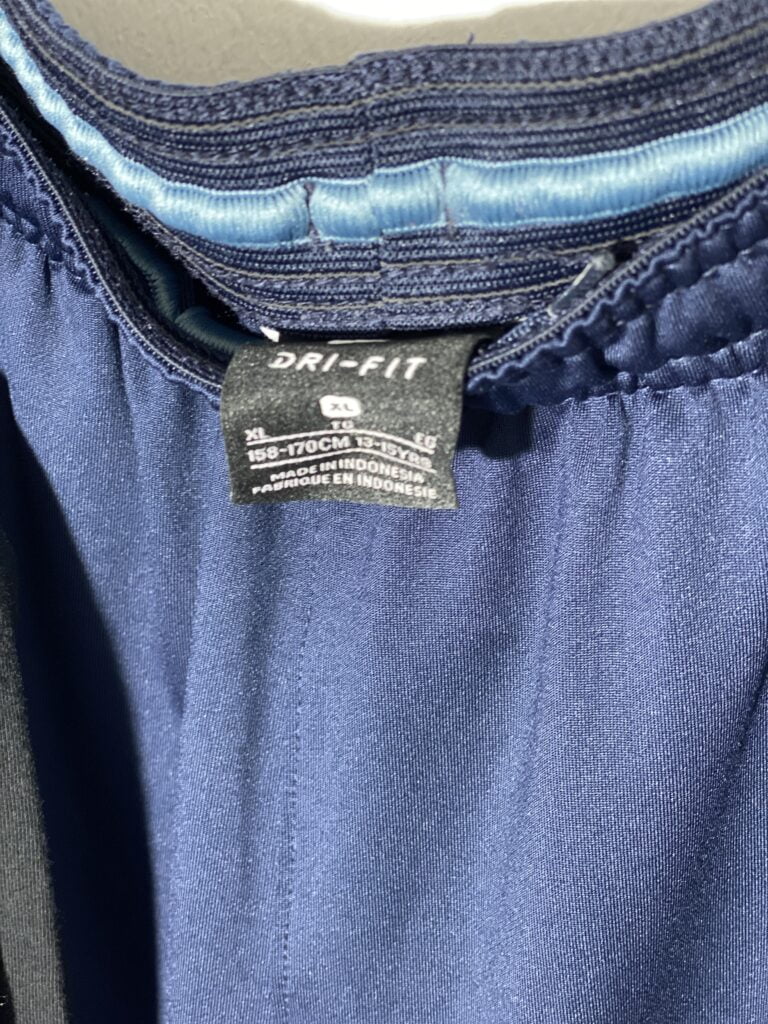 DRI-FIT
XL
XL TG EG
158-170CM 13-15YRS
MADE IN INDONESIA
FABRIQUE EN INDONESIE